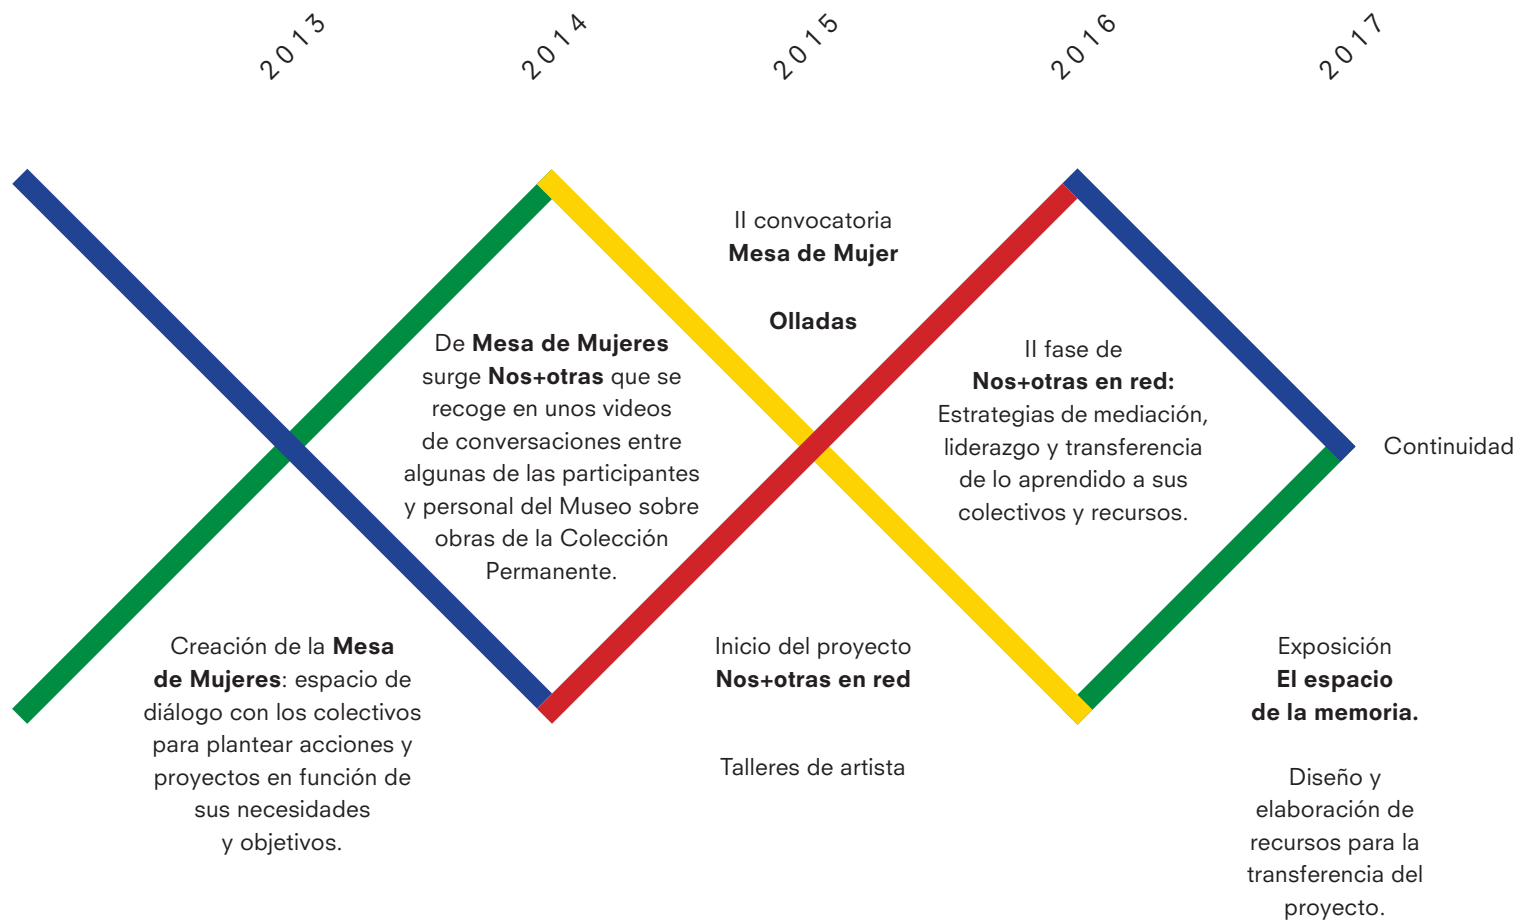 2013
2014
2015
2016
2017
Creación de la Mesa
de Mujeres: espacio de
diálogo con los colectivos
para plantear acciones y
proyectos en función de
sus necesidades
y objetivos.
De Mesa de Mujeres
surge Nos+otras que se
recoge en unos videos
de conversaciones entre
algunas de las participantes
y personal del Museo sobre
obras de la Colección
Permanente.
II convocatoria
Mesa de Mujer
Olladas
Inicio del proyecto
Nos+otras en red
Talleres de artista
II fase de
Nos+otras en red:
Estrategias de mediación,
liderazgo y transferencia
de lo aprendido a sus
colectivos y recursos.
Continuidad
Exposición
El espacio
de la memoria.
Diseño y
elaboración de
recursos para la
transferencia del
proyecto.